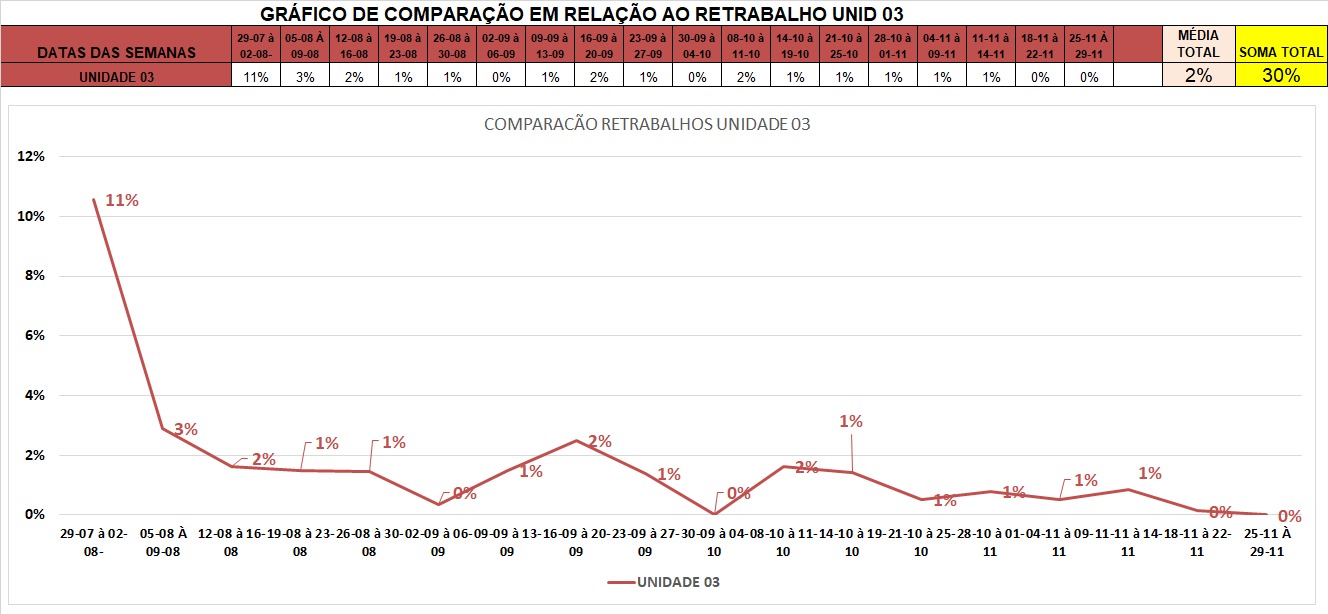 GRÁFICO DE COMPARAÇÃO EM RELAÇÃO AO RETRABALHO UNID 03
DATAS DAS SEMANAS 29-07 à 02-08- 05-08 À 09-08 12-08 à 16-08 19-08 à 23-08 26-08 à 30-08 02-09 à 06-09 09-09 à 13-09 16-09 à 20-09 23-09 à 27-09 30-09 à 04-10 08-10 à 11-10 14-10 à 19-10 21-10 à 25-10 28-10 à 01-11 04-11 à 09-11 11-11 à 14-11 18-11 à 22-11 25-11 À 29-11 MÉDIA TOTAL SOMA TOTAL
UNIDADE 03 11% 3% 2% 1% 1% 0% 1% 2% 1% 0% 2% 1% 1% 1% 1% 1% 0% 0% 2% 30%
COMPARACÃO RETRABALHOS UNIDADE 03
12%
11%
10%
8%
6%
4%
3% 2% 1% 1% 0% 1% 2% 1% 0% 2% 1% 1% 1% 1% 1% 0% 0%
2%
0%
29-07 à 02- 05-08 À 12-08 à 16- 19-08 à 23- 26-08 à 30- 02-09 à 06- 09-09 à 13- 16-09 à 20- 23-09 à 27- 30-09 à 04- 08-10 à 11- 14-10 à 19- 21-10 à 25- 28-10 à 01- 04-11 à 09- 11-11 à 14- 18-11 à 22- 25-11 À
08- 09-08 08 08 08 09 09 09 09 10 10 10 10 11 11 11 11 29-11
UNIDADE 03